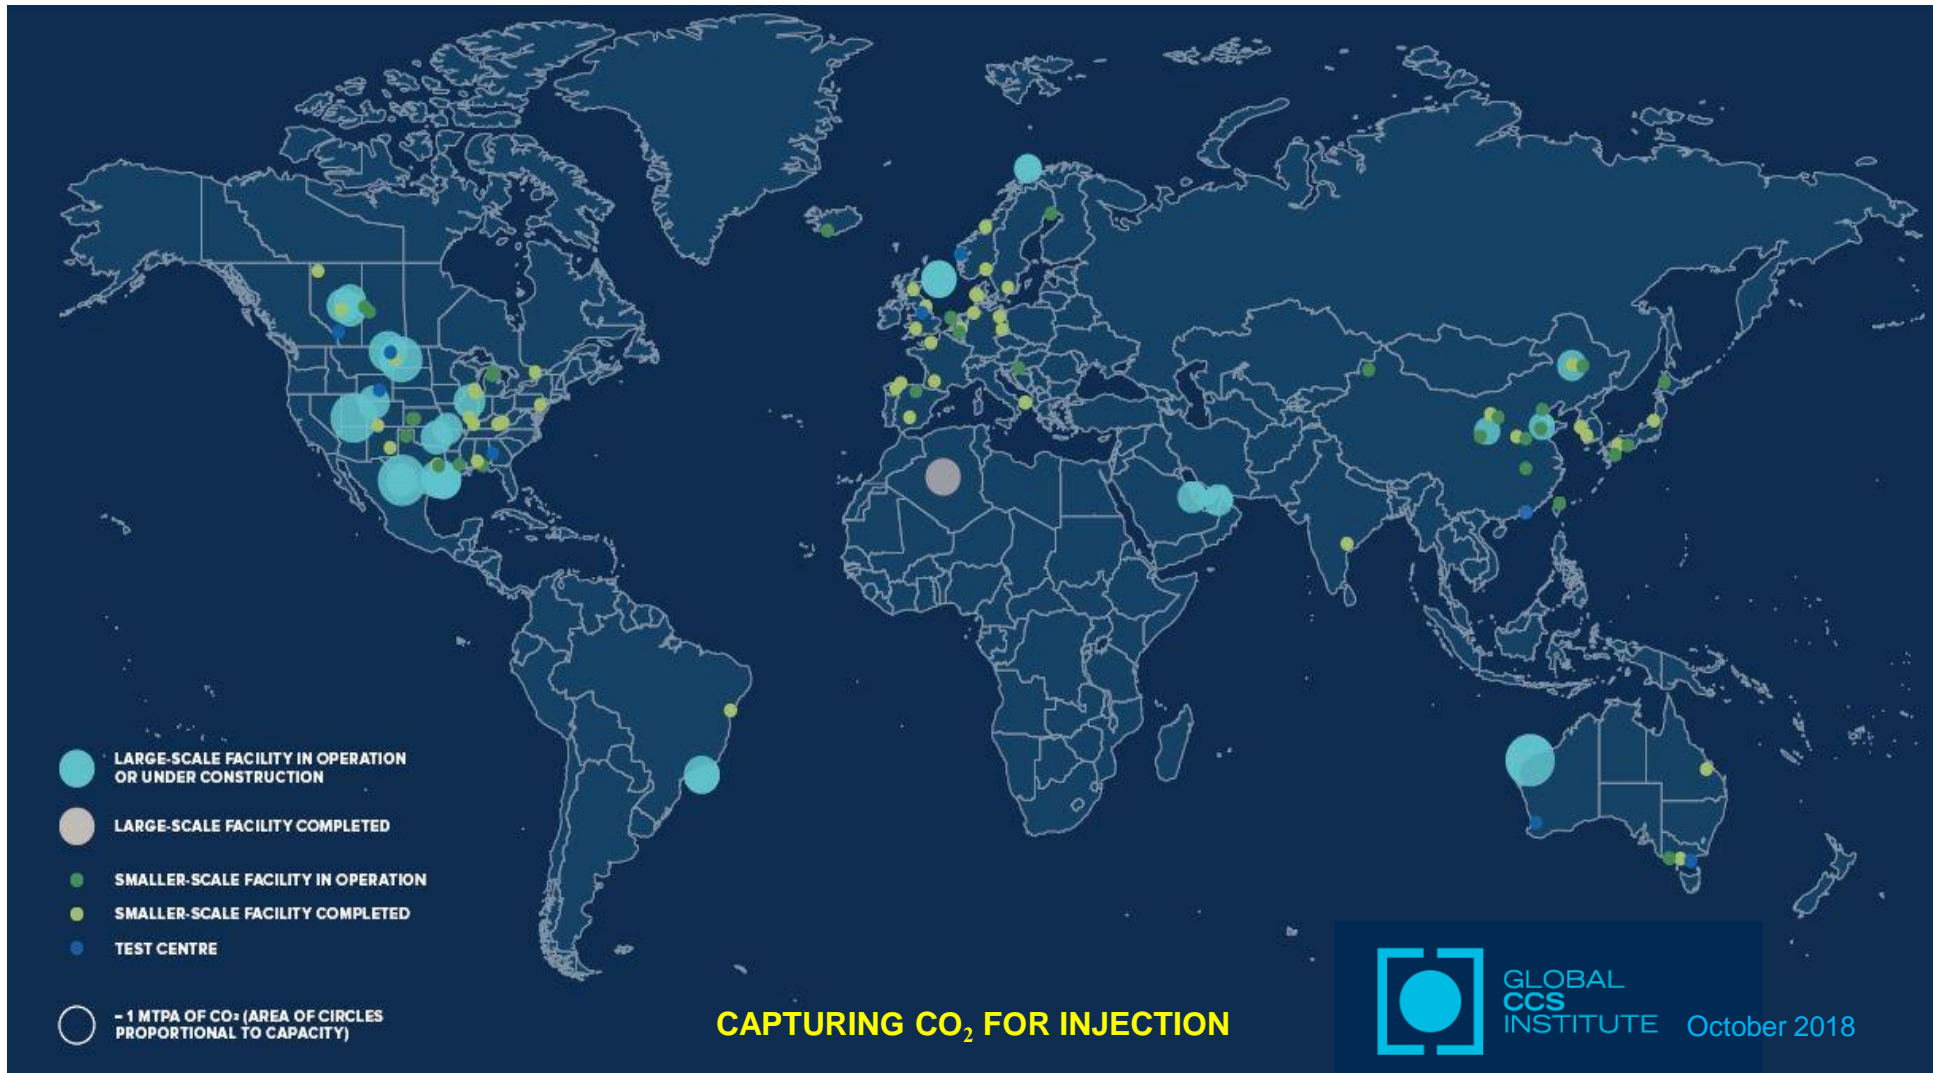 LARGE-SCALE FACILITY IN OPERATION
OR UNDER CONSTRUCTION
LARGE-SCALE FACILITY COMPLETED
SMALLER-SCALE FACILITY IN OPERATION
SMALLER-SCALE FACILITY COMPLETED
TEST CENTRE
~ 1 MTPA OF CO₂ (AREA OF CIRCLES
PROPORTIONAL TO CAPACITY)
CAPTURING CO₂ FOR INJECTION
GLOBAL
CCS
INSTITUTE
October 2018